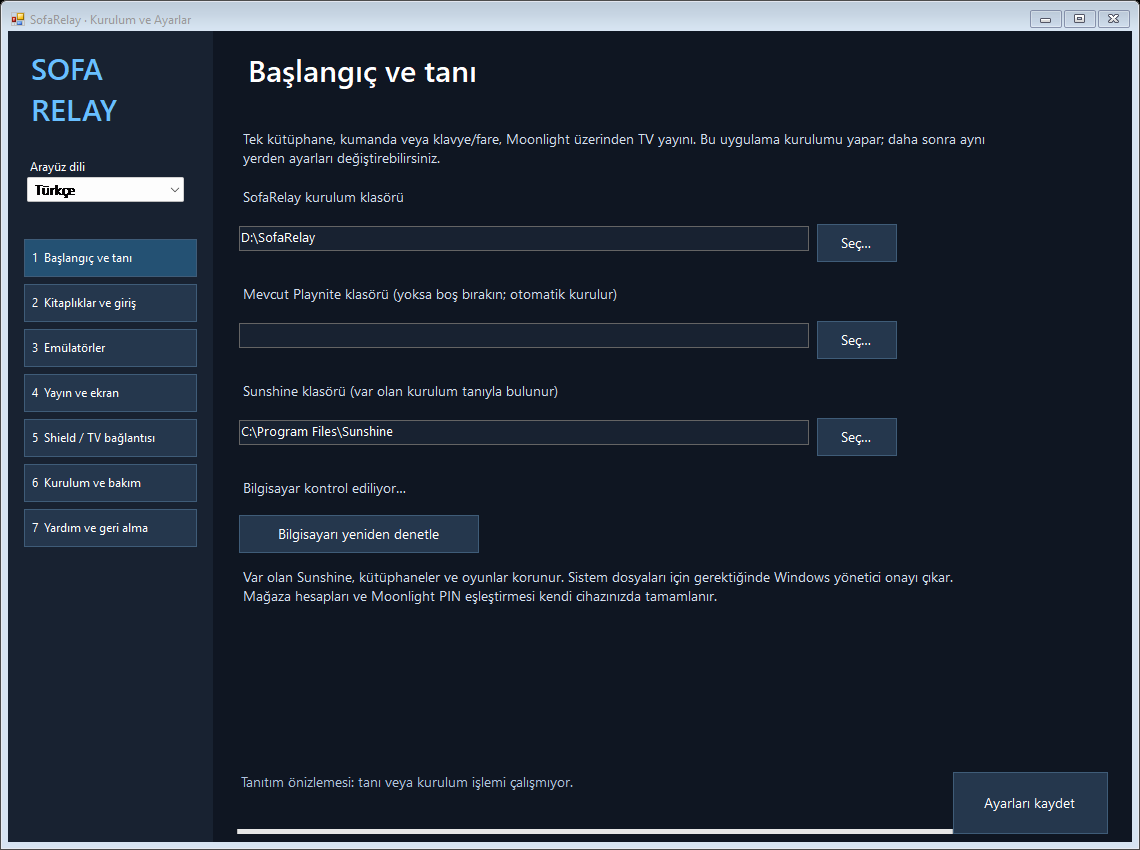 SofaRelay - Kurulum ve Ayarlar
SOFA
RELAY
Arayüz dili
Türkçe
1 Başlangıç ve tanı
2 Kitaplıklar ve giriş
3 Emülatörler
4 Yayın ve ekran
5 Shield / TV bağlantısı
6 Kurulum ve bakım
7 Yardım ve geri alma
Başlangıç ve tanı
Tek kütüphane, kumanda veya klavye/fare, Moonlight üzerinden TV yayını. Bu uygulama kurulumu yapar; daha sonra aynı
yerden ayarları değiştirebilirsiniz.
SofaRelay kurulum klasörü
D:\SofaRelay
Seç...
Mevcut Playnite klasörü (yoksa boş bırakın; otomatik kurulur)
Seç...
Sunshine klasörü (var olan kurulum tanıyla bulunur)
C:\Program Files\Sunshine
Seç...
Bilgisayar kontrol ediliyor...
Bilgisayarı yeniden denetle
Var olan Sunshine, kütüphaneler ve oyunlar korunur. Sistem dosyaları için gerektiğinde Windows yönetici onayı çıkar.
Mağaza hesapları ve Moonlight PIN eşleştirmesi kendi cihazınızda tamamlanır.
Tanıtım önizlemesi: tanı veya kurulum işlemi çalışmıyor.
Ayarları kaydet